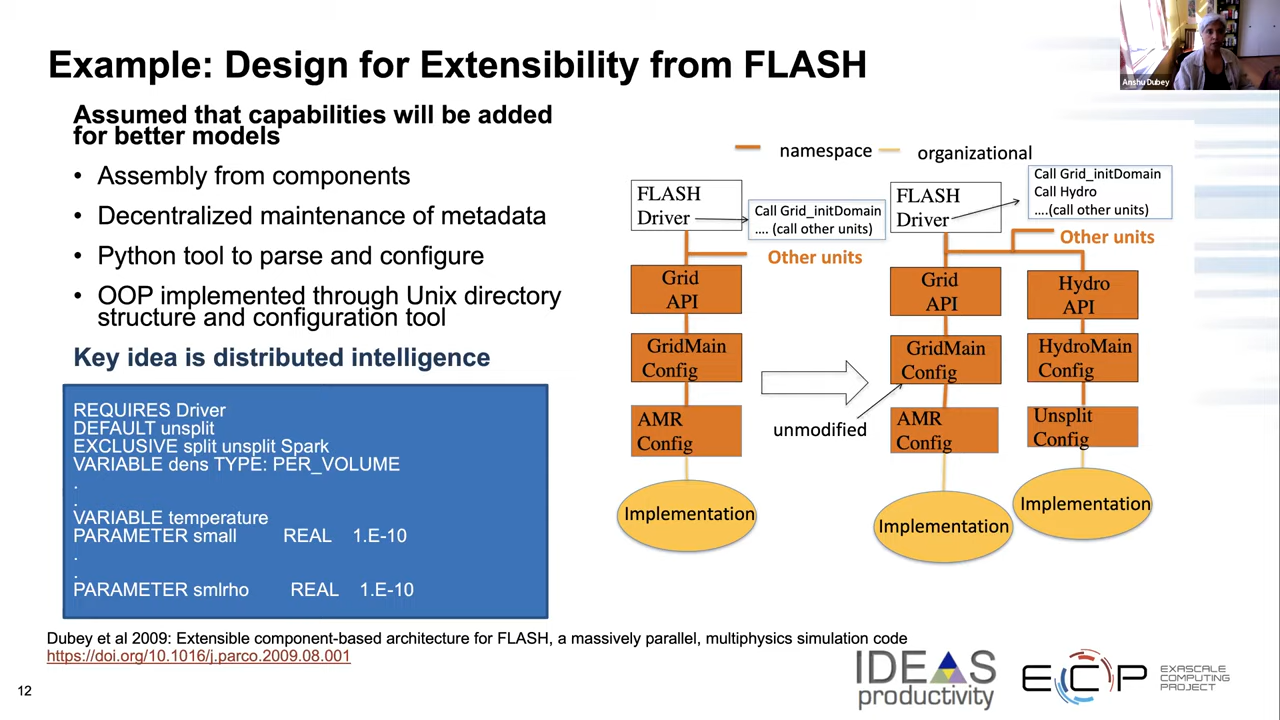 Example: Design for Extensibility from FLASH
Anshu Dubey
Assumed that capabilities will be added
for better models
• Assembly from components
• Decentralized maintenance of metadata
• Python tool to parse and configure
• OOP implemented through Unix directory
structure and configuration tool
Key idea is distributed intelligence
REQUIRES Driver
DEFAULT unsplit
EXCLUSIVE split unsplit Spark
VARIABLE dens TYPE: PER_VOLUME
.
.
VARIABLE temperature
PARAMETER small REAL 1.E-10
.
.
PARAMETER smlrho REAL 1.E-10
namespace
organizational
FLASH
Driver
Call Grid_initDomain
.... (call other units)
Other units
Grid
API
GridMain
Config
AMR
Config
Implementation
unmodified
FLASH
Driver
Call Grid_initDomain
Call Hydro
....(call other units)
Other units
Grid
API
GridMain
Config
AMR
Config
Implementation
Hydro
API
HydroMain
Config
Unsplit
Config
Implementation
Dubey et al 2009: Extensible component-based architecture for FLASH, a massively parallel, multiphysics simulation code
https://doi.org/10.1016/j.parco.2009.08.001
12
IDEAS
productivity
ECP
EXASCALE
COMPUTING
PROJECT